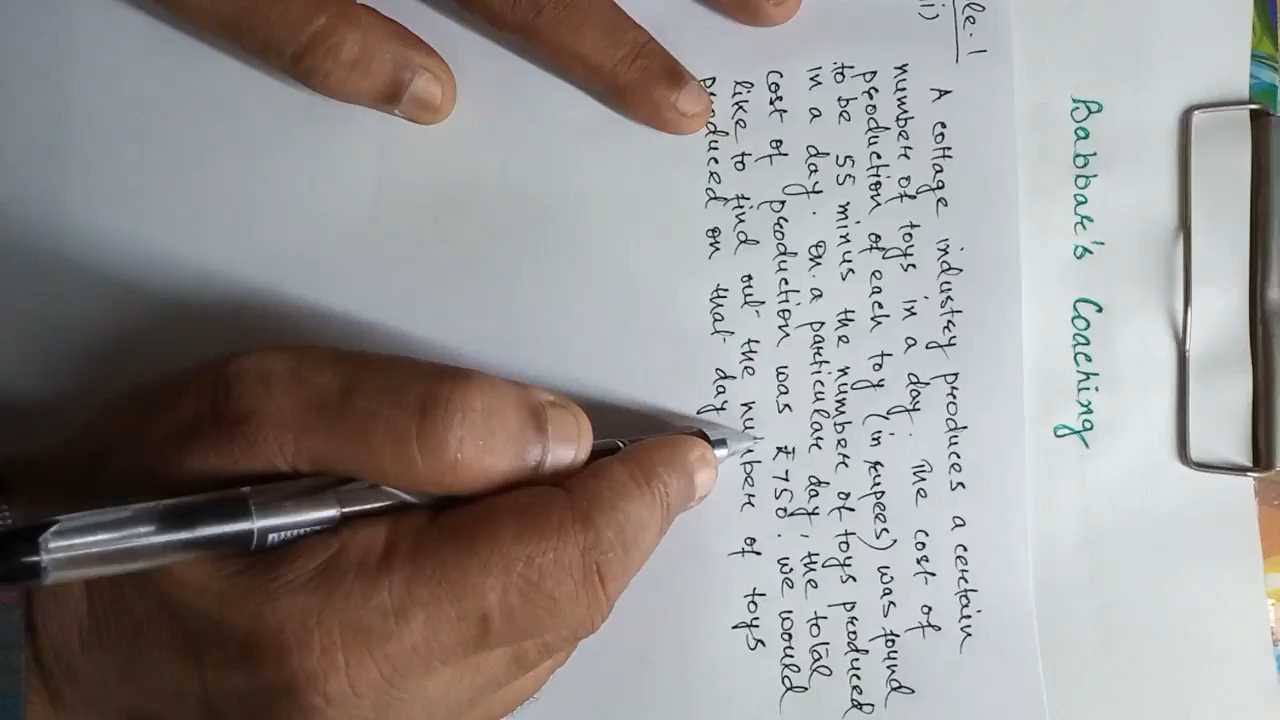 Babbar's Coaching
le. 1
ii)
A cottage industry produces a certain
number of toys in a day. The cost of
production of each toy (in rupees) was found
to be 55 minus the number of toys produced
in a day. On a particular day, the total
cost of production was ₹750. we would
like to find out the number of toys
produced on that day